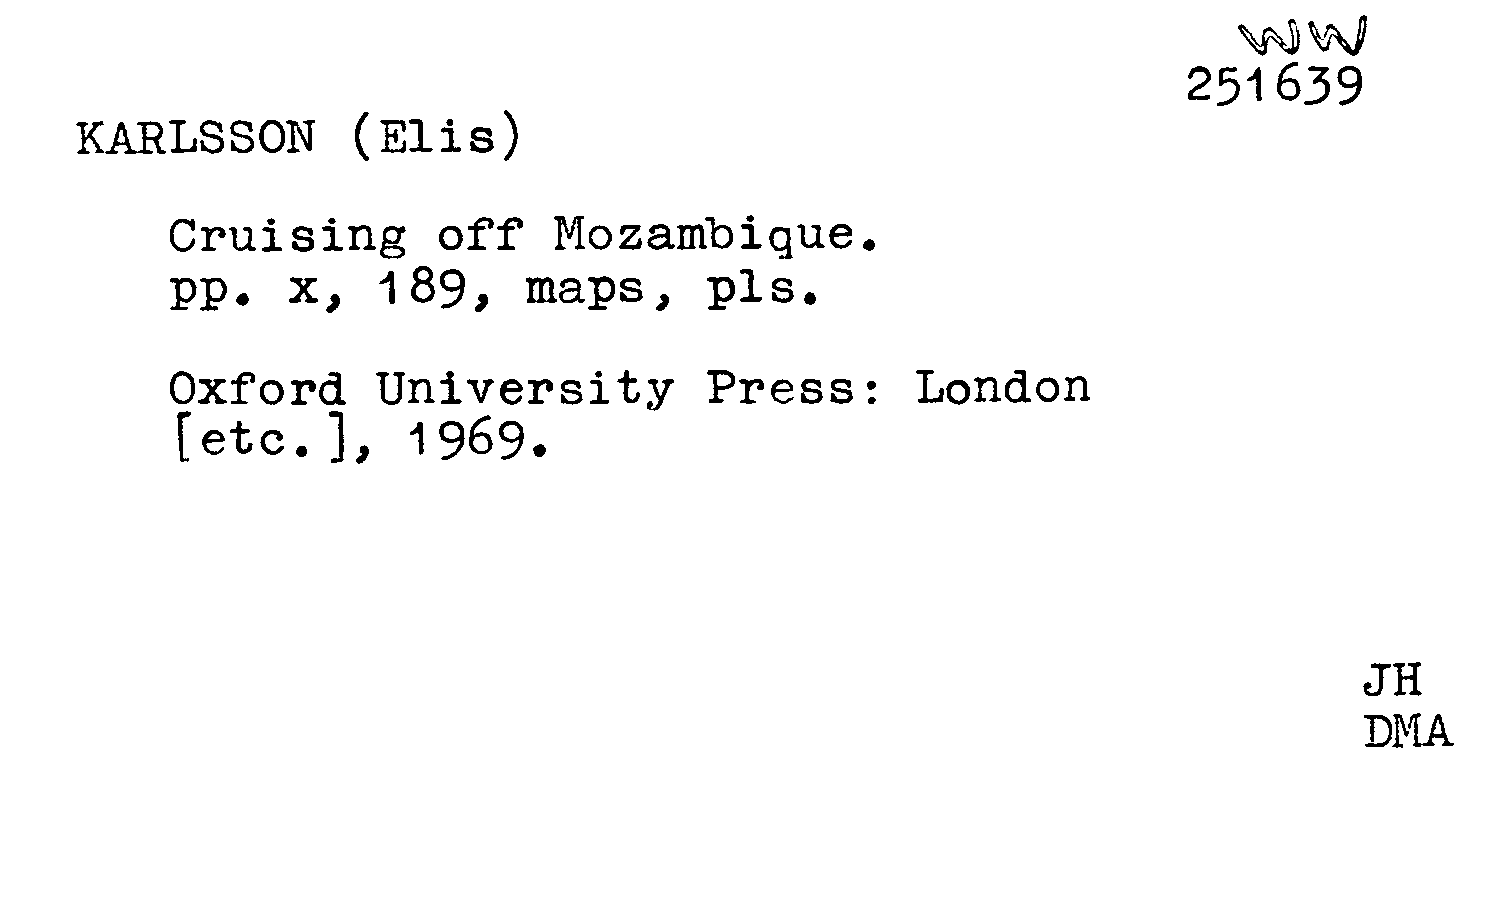 WW
251639
KARLSSON (Elis)
Cruising off Mozambique.
pp. x, 189, maps, pls.
Oxford University Press: London
[etc.], 1969.
JH
DMA